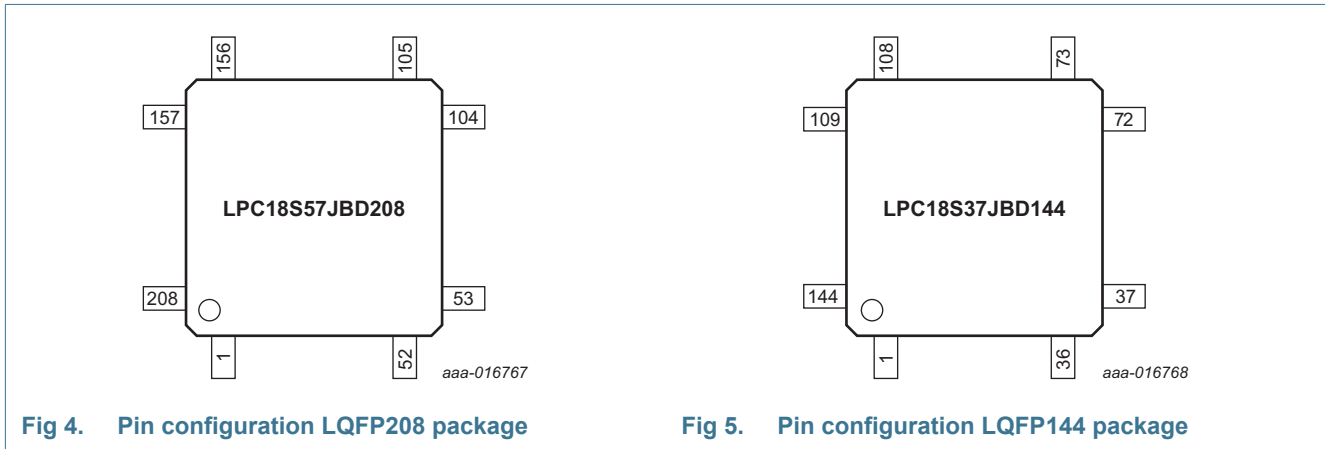 156
105
157
104
LPC18S57JBD208
208
53
1
52
aaa-016767
Fig 4. Pin configuration LQFP208 package
108
73
109
72
LPC18S37JBD144
144
37
1
36
aaa-016768
Fig 5. Pin configuration LQFP144 package